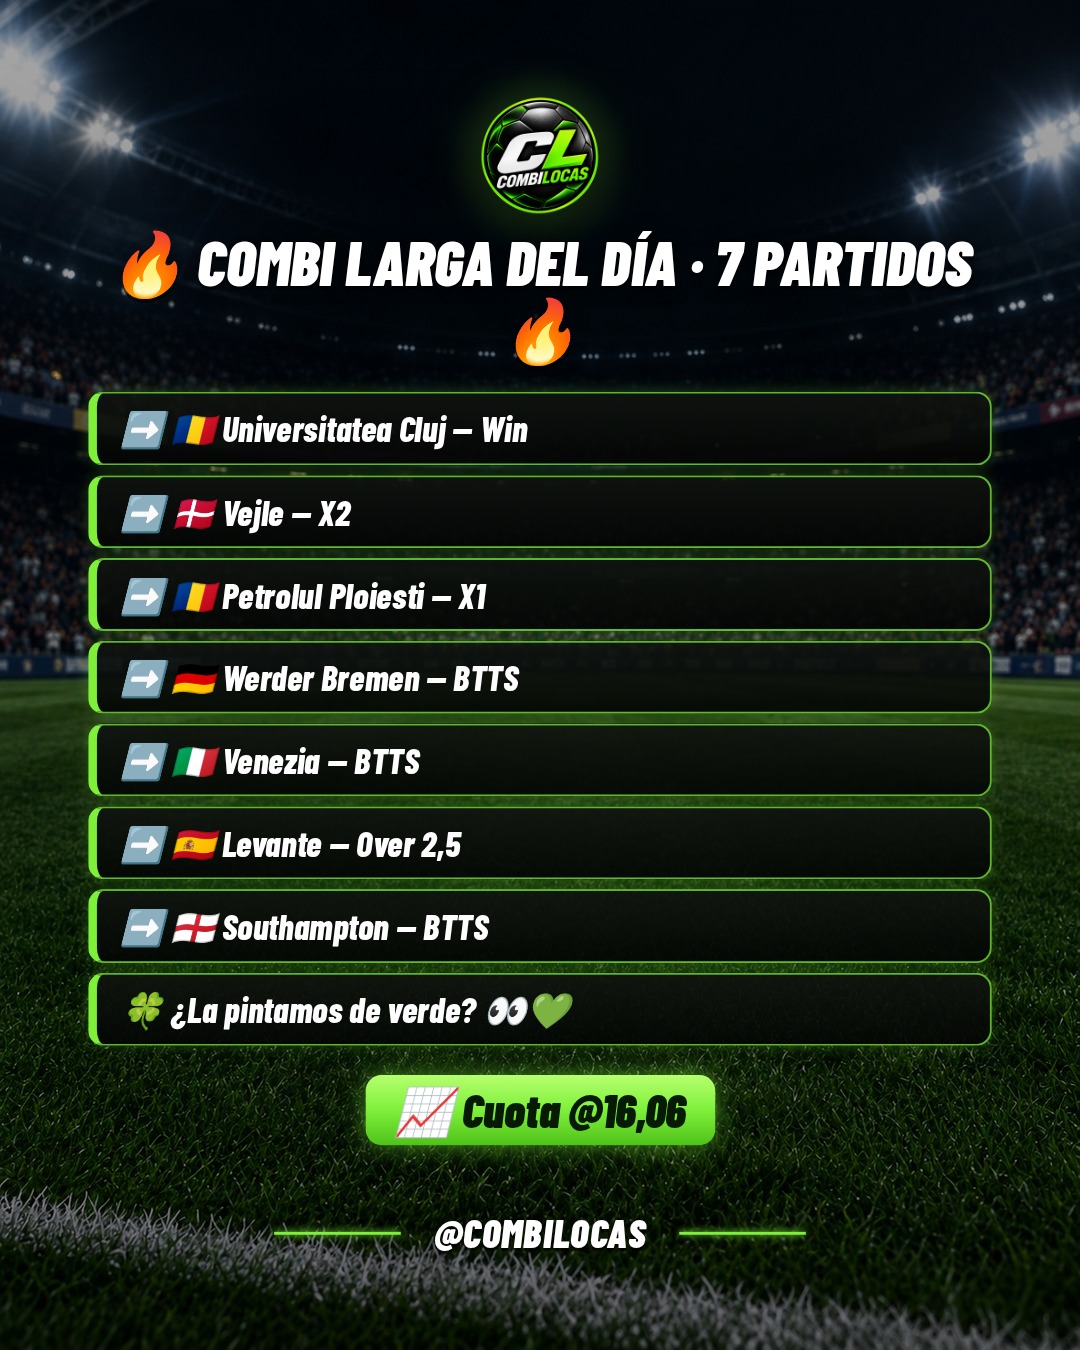 CL
COMBILOCAS
🔥 COMBI LARGA DEL DÍA · 7 PARTIDOS
🔥
➡️ 🇷🇴 Universitatea Cluj – Win
➡️ 🇩🇰 Vejle – X2
➡️ 🇷🇴 Petrolul Ploiesti – X1
➡️ 🇩🇪 Werder Bremen – BTTS
➡️ 🇮🇹 Venezia – BTTS
➡️ 🇪🇸 Levante – Over 2,5
➡️ 🏴󠁧󠁢󠁥󠁮󠁧󠁿 Southampton – BTTS
🍀 ¿La pintamos de verde? 👀💚
📈 Cuota @16,06
@COMBILOCAS